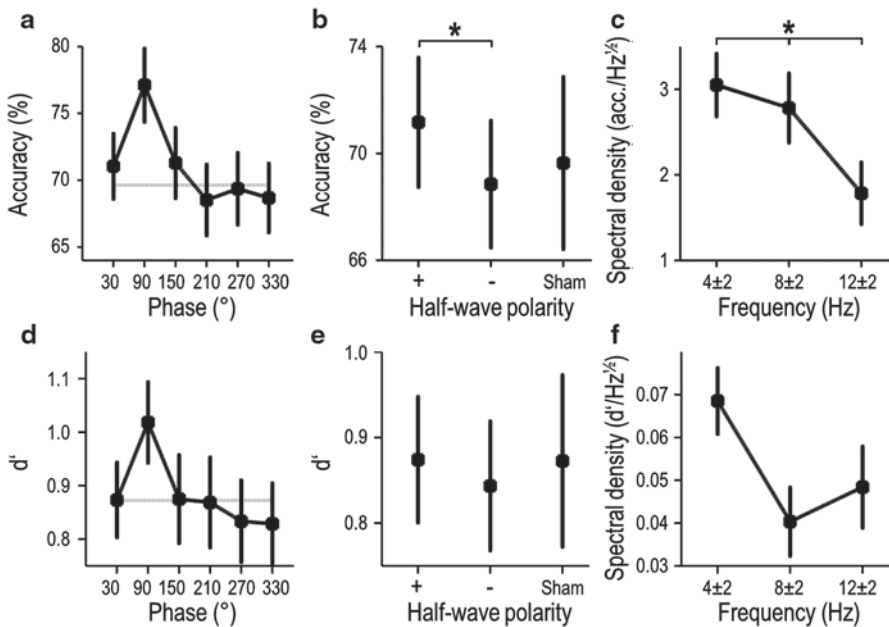 a
80
75
70
65
Accuracy (%)
30 90 150 210 270 330
Phase (°)
b
*
74
70
66
Accuracy (%)
+ - Sham
Half-wave polarity
c
*
3
2
1
Spectral density (acc./Hz½)
4±2 8±2 12±2
Frequency (Hz)
d
1.1
1.0
0.9
0.8
d'
30 90 150 210 270 330
Phase (°)
e
1.0
0.9
0.8
d'
+ - Sham
Half-wave polarity
f
0.07
0.06
0.05
0.04
0.03
Spectral density (d'/Hz½)
4±2 8±2 12±2
Frequency (Hz)